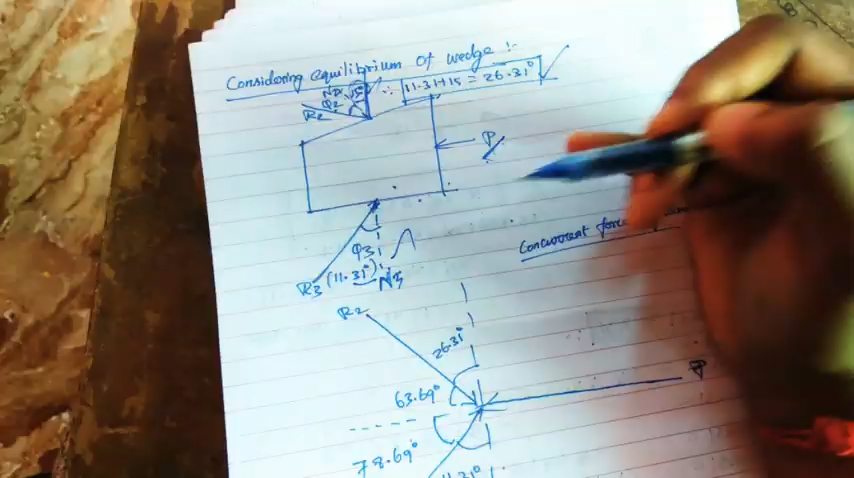 Considering equilibrium of wedge :-
∴ 11.31+15 = 26.31°
N2 15°
Φ2
R2
P
Φ3
R3 (11.31°) N3
Concurrent force
R2
26.31°
63.69°
P
78.69°